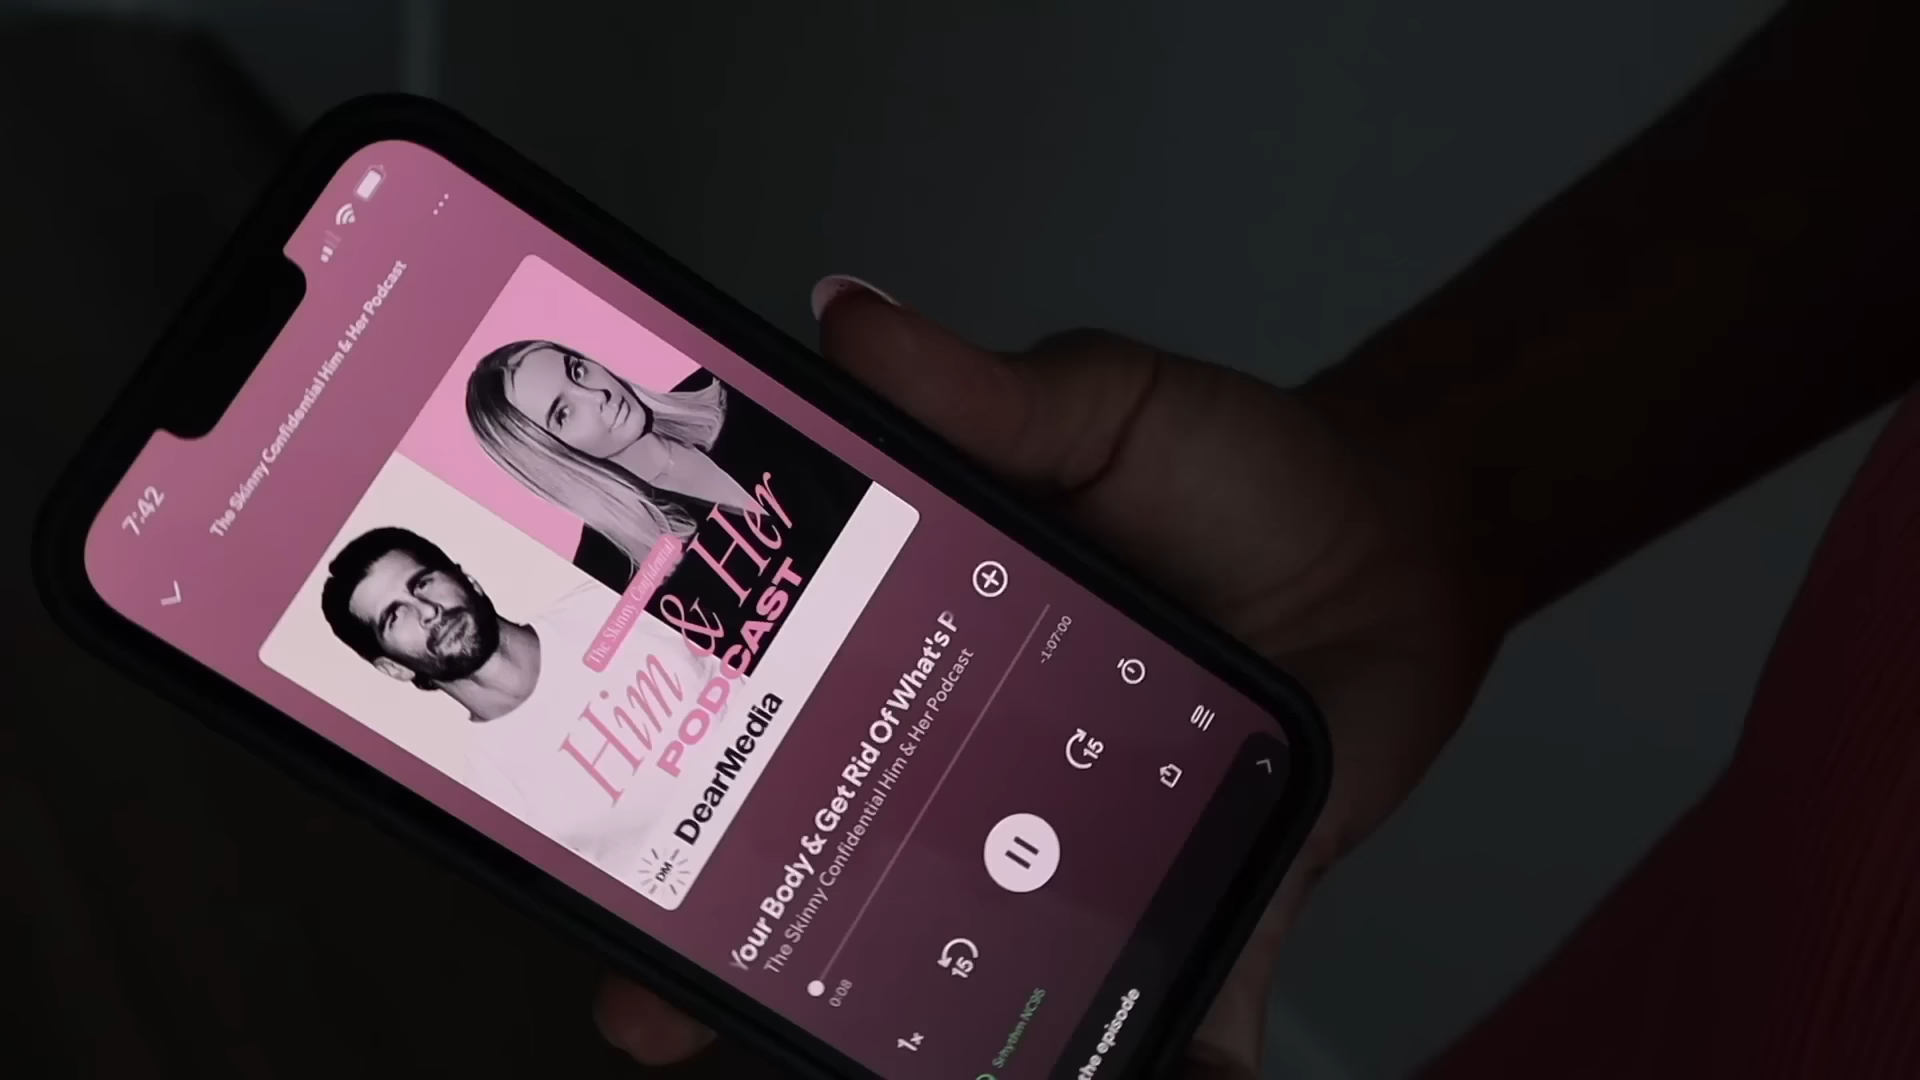 7:42
The Skinny Confidential Him & Her Podcast
The Skinny Confidential
Him & Her
PODCAST
DM
DearMedia
Your Body & Get Rid Of What's P
The Skinny Confidential Him & Her Podcast
0:08
-1:07:00
1x
15
15
Srhythm NC95
the episode